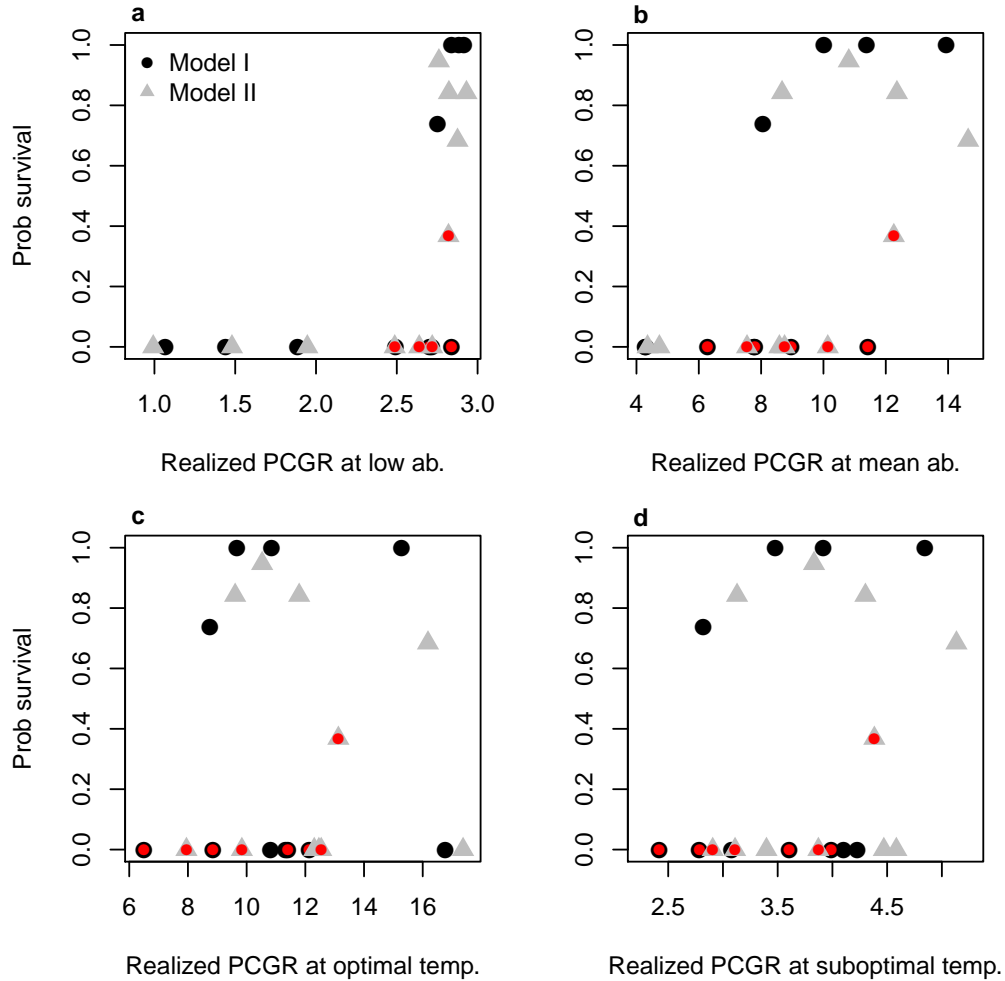 a
b
1.0
0.8
0.6
0.4
0.2
0.0
Prob survival
Model I
Model II
1.0 1.5 2.0 2.5 3.0
Realized PCGR at low ab.
1.0
0.8
0.6
0.4
0.2
0.0
4 6 8 10 12 14
Realized PCGR at mean ab.
c
d
1.0
0.8
0.6
0.4
0.2
0.0
Prob survival
6 8 10 12 14 16
Realized PCGR at optimal temp.
1.0
0.8
0.6
0.4
0.2
0.0
2.5 3.5 4.5
Realized PCGR at suboptimal temp.